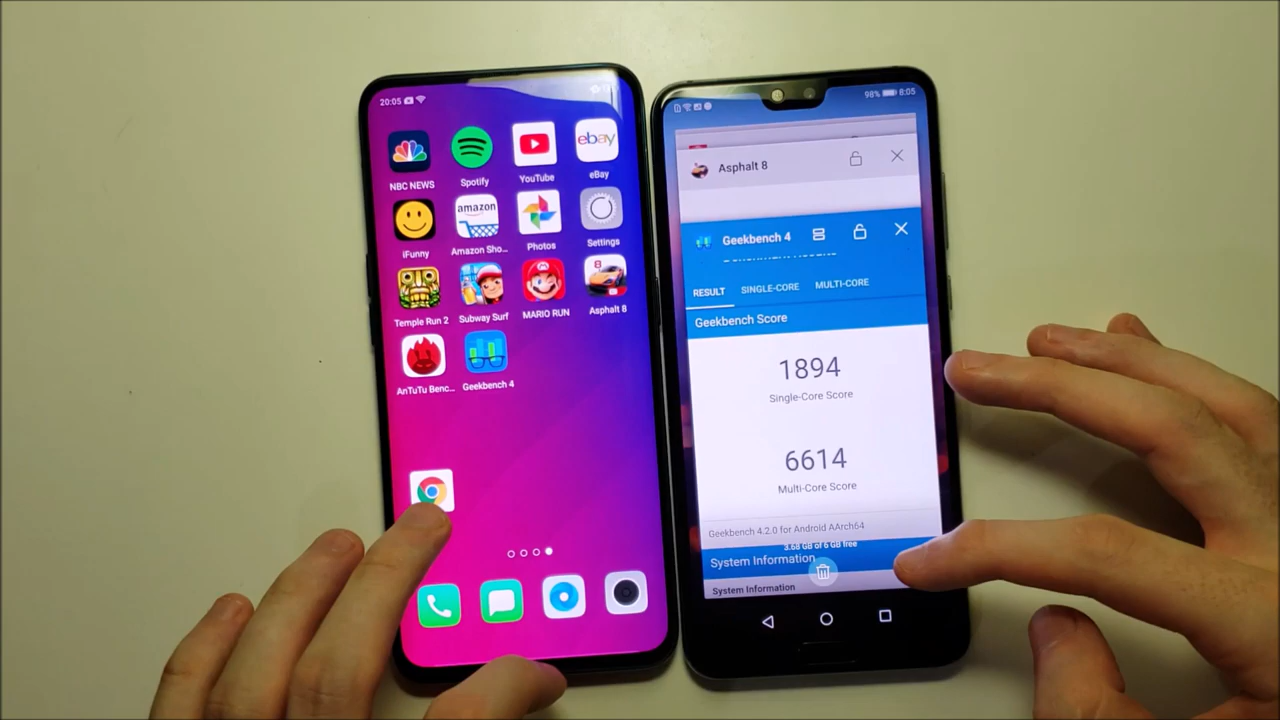 20:05
NBC NEWS
Spotify
YouTube
ebay
eBay
iFunny
amazon
Amazon Sho...
Photos
Settings
Temple Run 2
Subway Surf
MARIO RUN
8
Asphalt 8
AnTuTu Benc...
Geekbench 4
98% 8:05
Asphalt 8
Geekbench 4
RESULT SINGLE-CORE MULTI-CORE
Geekbench Score
1894
Single-Core Score
6614
Multi-Core Score
Geekbench 4.2.0 for Android AArch64
3.68 GB of 6 GB free
System Information
System Information